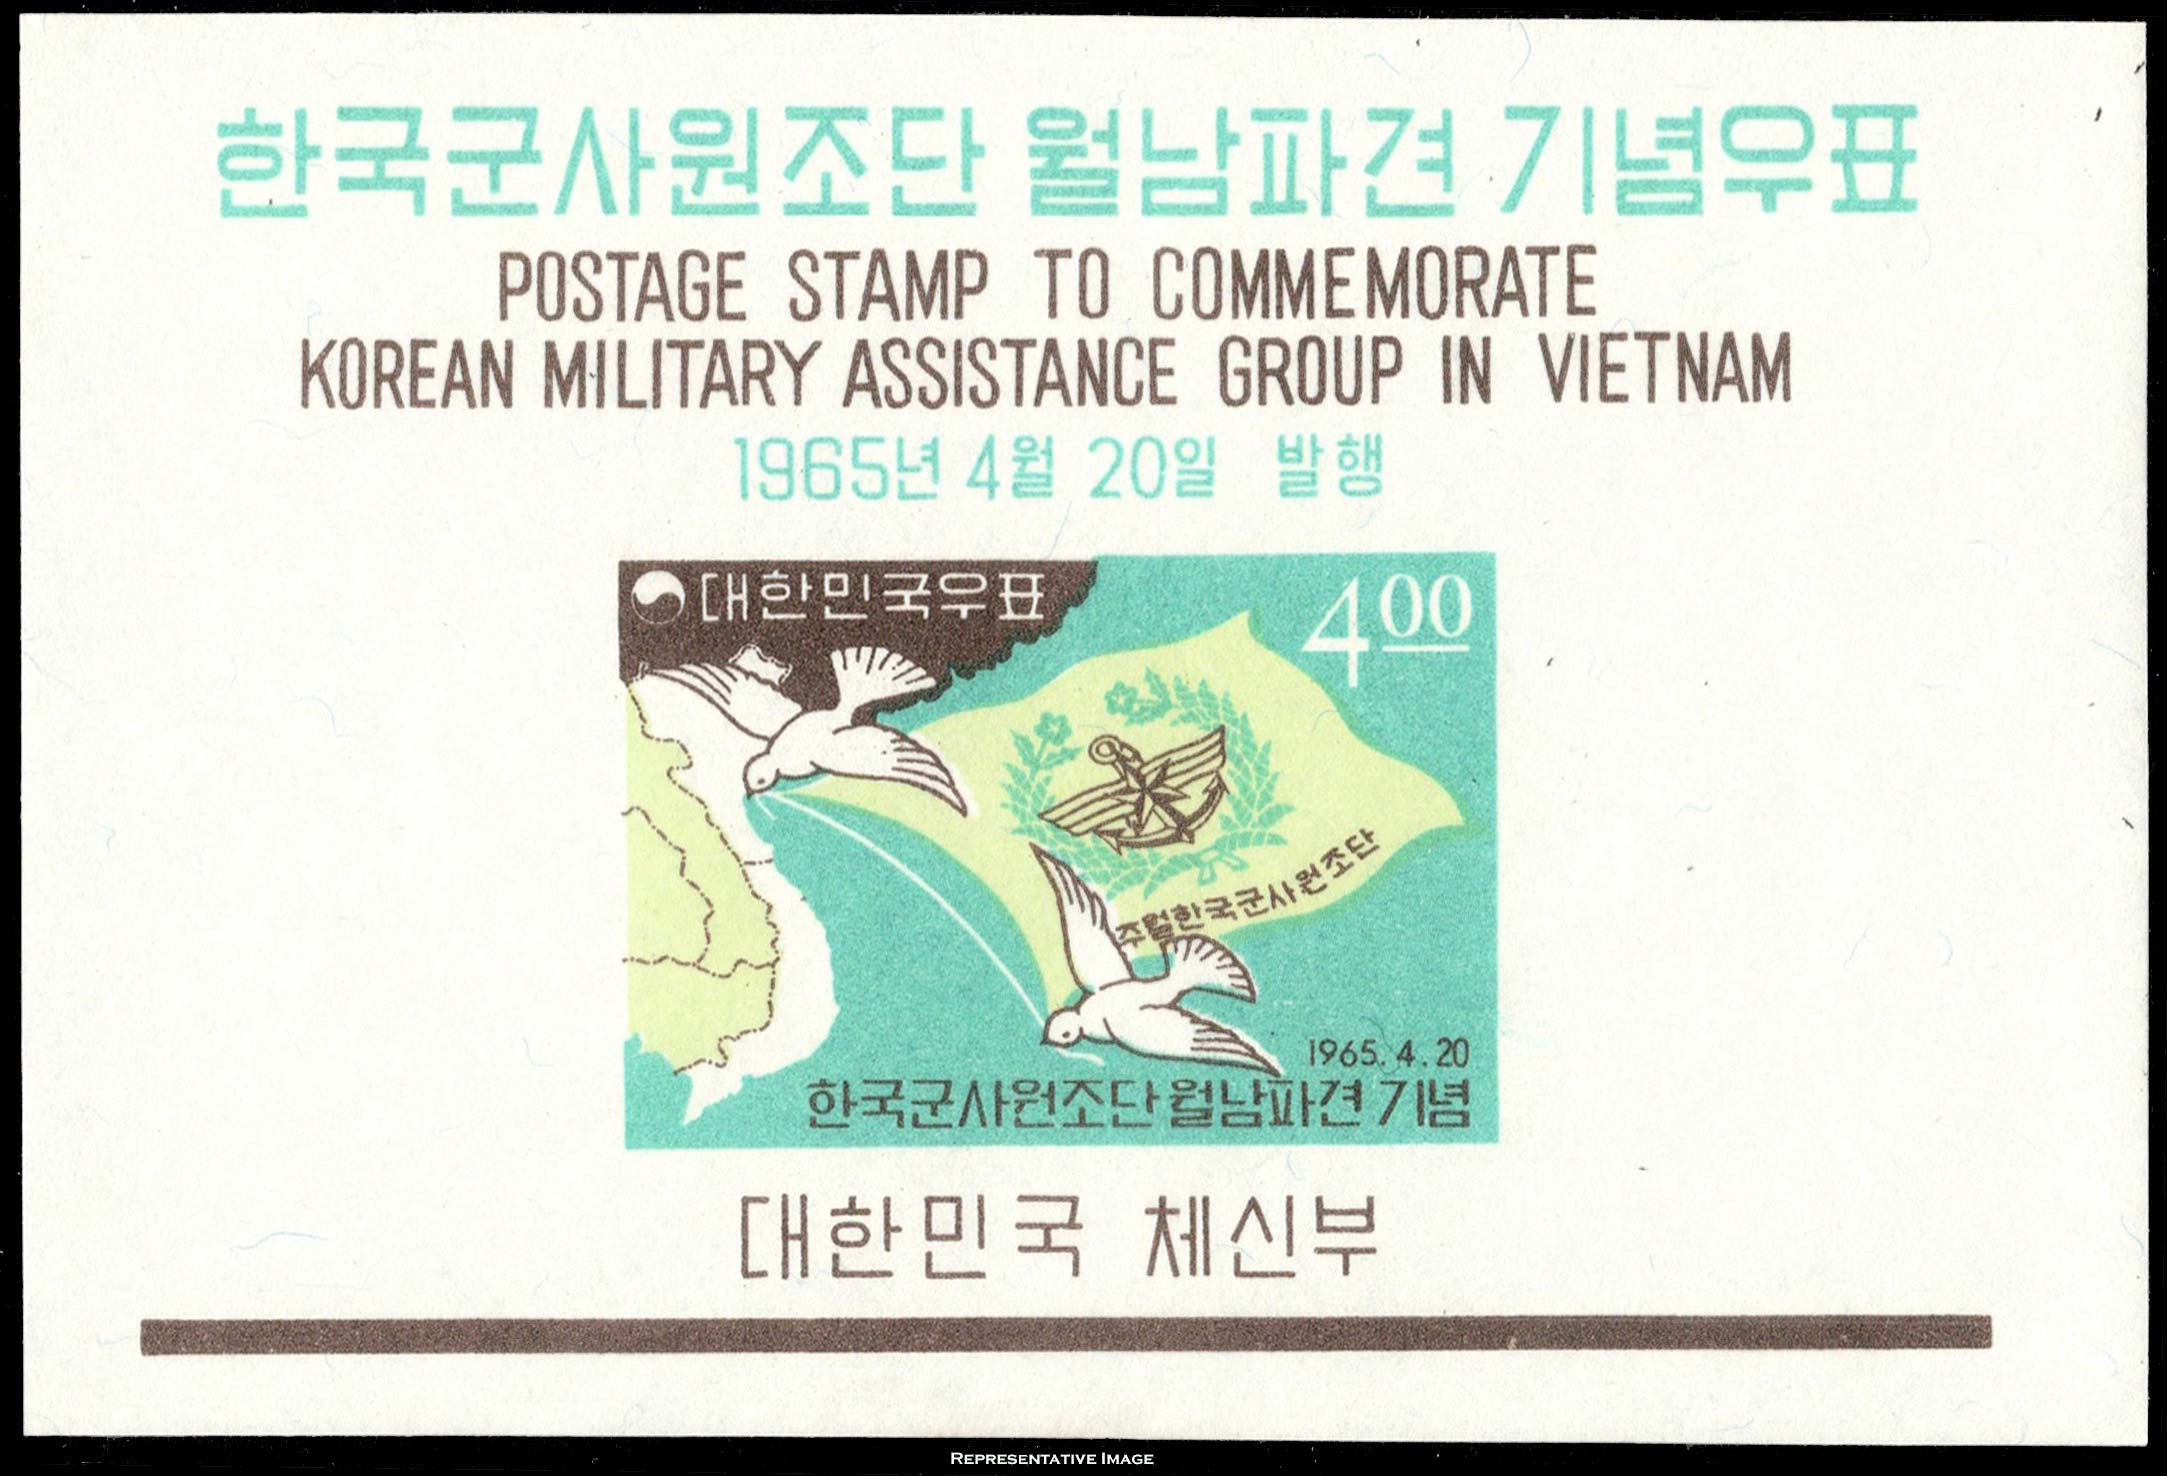 한국군사원조단 월남파견 기념우표
POSTAGE STAMP TO COMMEMORATE
KOREAN MILITARY ASSISTANCE GROUP IN VIETNAM
1965년 4월 20일 발행
대한민국우표
400
주월한국군사원조단
1965.4.20
한국군사원조단월남파견기념
대한민국 체신부
REPRESENTATIVE IMAGE